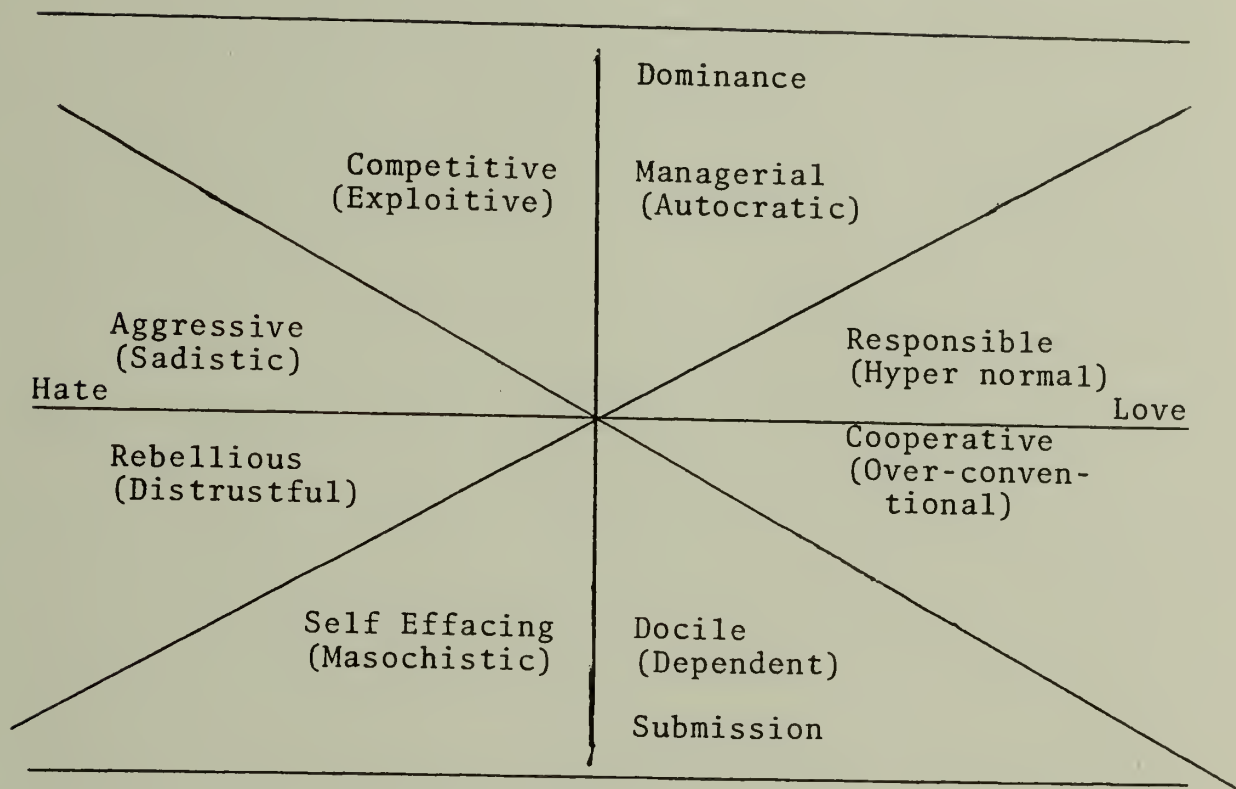 Dominance
Competitive
(Exploitive)
Managerial
(Autocratic)
Aggressive
(Sadistic)
Hate
Responsible
(Hyper normal)
Love
Rebellious
(Distrustful)
Cooperative
(Over-conven-
tional)
Self Effacing
(Masochistic)
Docile
(Dependent)
Submission